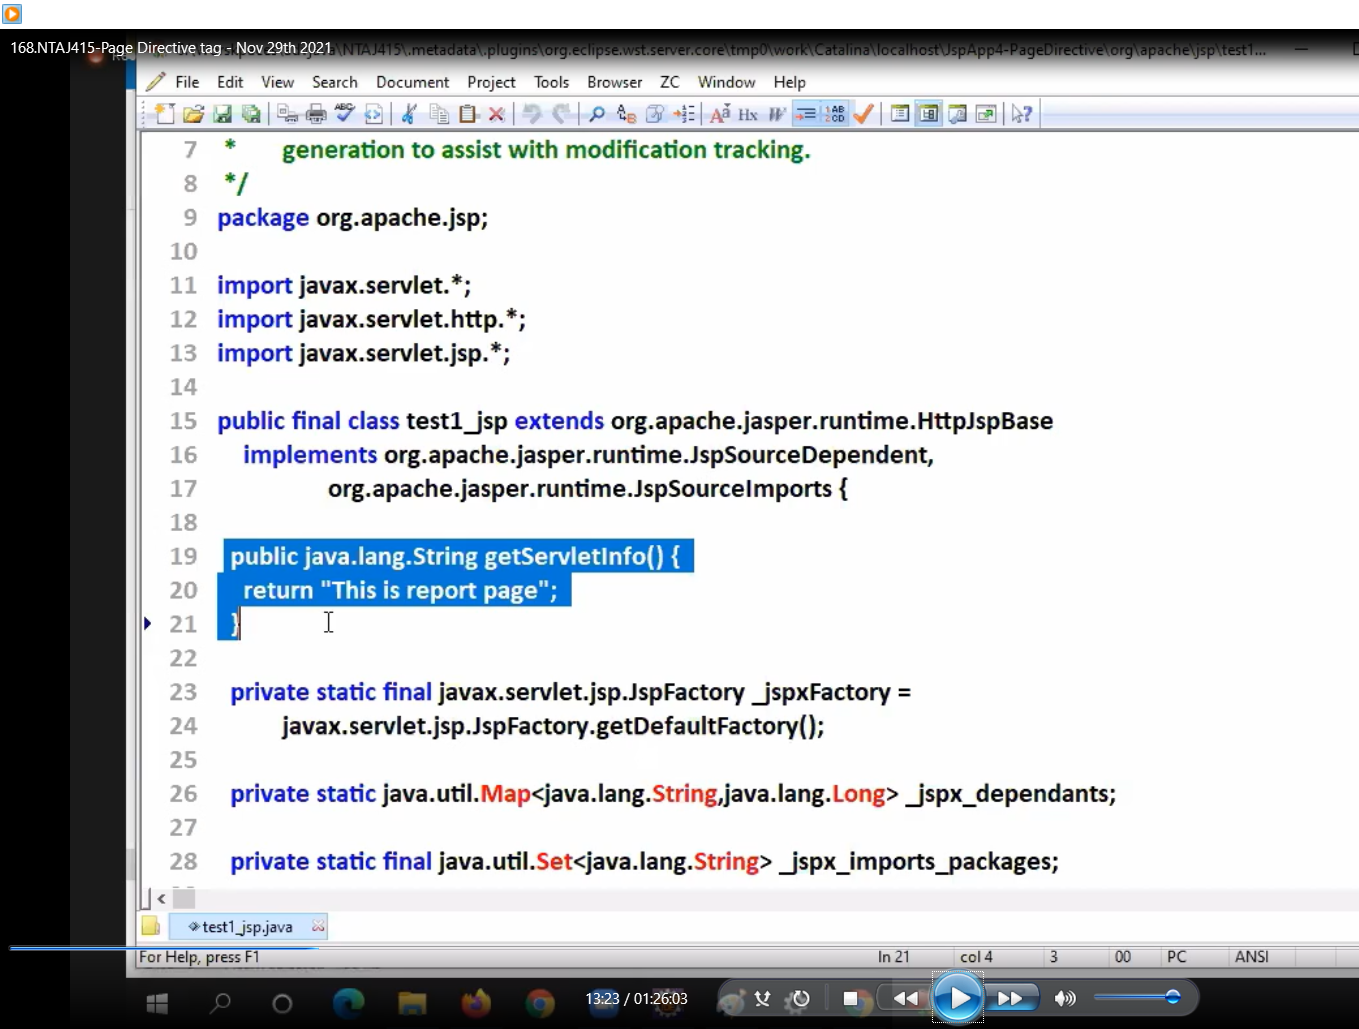 168.NTAJ415-Page Directive tag - Nov 29th 2021
\NTAJ415\.metadata\.plugins\org.eclipse.wst.server.core\tmp0\work\Catalina\localhost\JspApp4-PageDirective\org\apache\jsp\test1...
File Edit View Search Document Project Tools Browser ZC Window Help
7 * generation to assist with modification tracking.
8 */
9 package org.apache.jsp;
10
11 import javax.servlet.*;
12 import javax.servlet.http.*;
13 import javax.servlet.jsp.*;
14
15 public final class test1_jsp extends org.apache.jasper.runtime.HttpJspBase
16 implements org.apache.jasper.runtime.JspSourceDependent,
17 org.apache.jasper.runtime.JspSourceImports {
18
19 public java.lang.String getServletInfo() {
20 return "This is report page";
21 }
22
23 private static final javax.servlet.jsp.JspFactory _jspxFactory =
24 javax.servlet.jsp.JspFactory.getDefaultFactory();
25
26 private static java.util.Map<java.lang.String,java.lang.Long> _jspx_dependants;
27
28 private static final java.util.Set<java.lang.String> _jspx_imports_packages;
test1_jsp.java
For Help, press F1 ln 21 col 4 3 00 PC ANSI
13:23 / 01:26:03